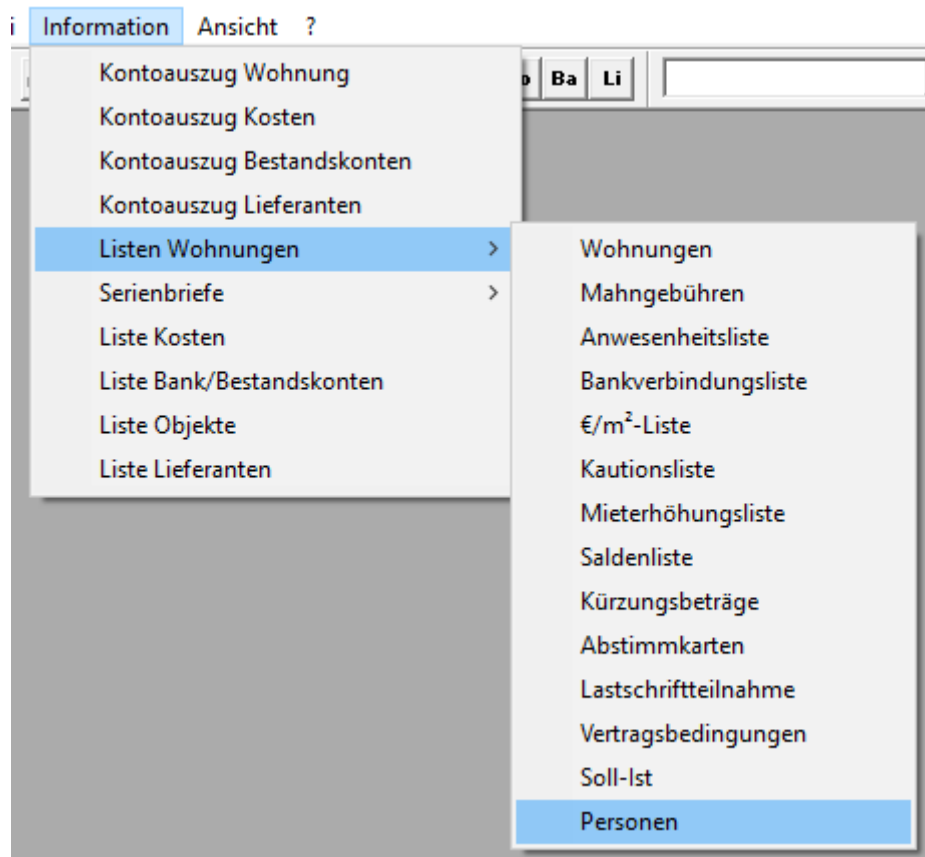 Information Ansicht ?
Ba Li
Kontoauszug Wohnung
Kontoauszug Kosten
Kontoauszug Bestandskonten
Kontoauszug Lieferanten
Listen Wohnungen >
Serienbriefe >
Liste Kosten
Liste Bank/Bestandskonten
Liste Objekte
Liste Lieferanten
Wohnungen
Mahngebühren
Anwesenheitsliste
Bankverbindungsliste
€/m²-Liste
Kautionsliste
Mieterhöhungsliste
Saldenliste
Kürzungsbeträge
Abstimmkarten
Lastschriftteilnahme
Vertragsbedingungen
Soll-Ist
Personen